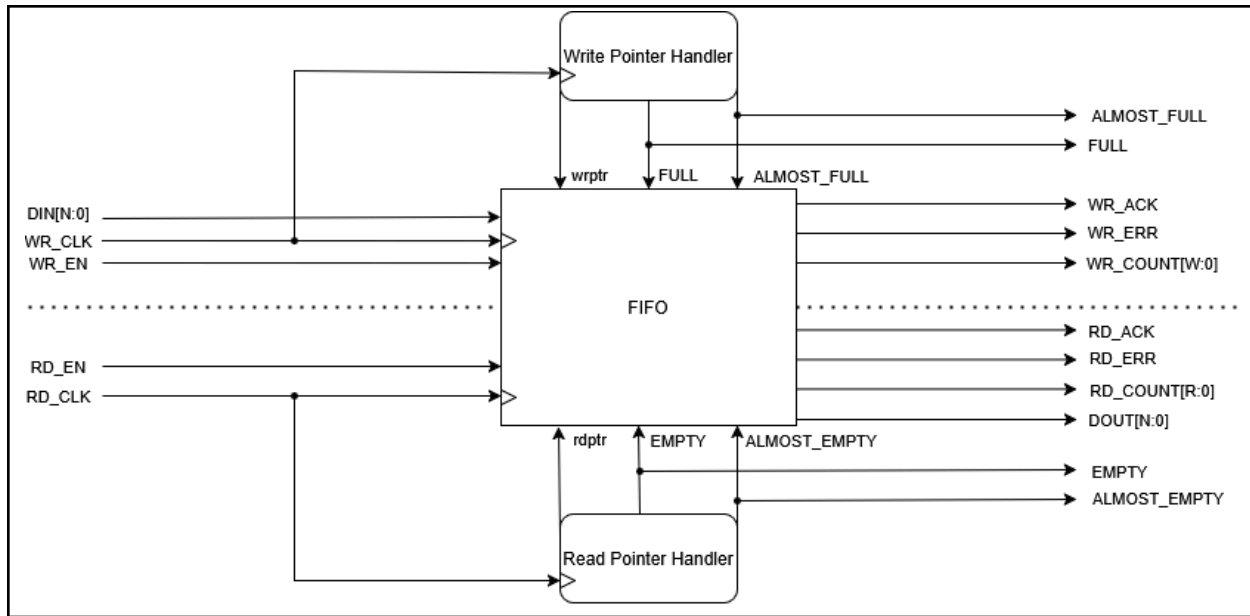 Write Pointer Handler
ALMOST_FULL
FULL
wrptr
FULL
ALMOST_FULL
DIN[N:0]
WR_CLK
WR_EN
WR_ACK
WR_ERR
WR_COUNT[W:0]
FIFO
RD_EN
RD_CLK
RD_ACK
RD_ERR
RD_COUNT[R:0]
DOUT[N:0]
rdptr
EMPTY
ALMOST_EMPTY
EMPTY
ALMOST_EMPTY
Read Pointer Handler